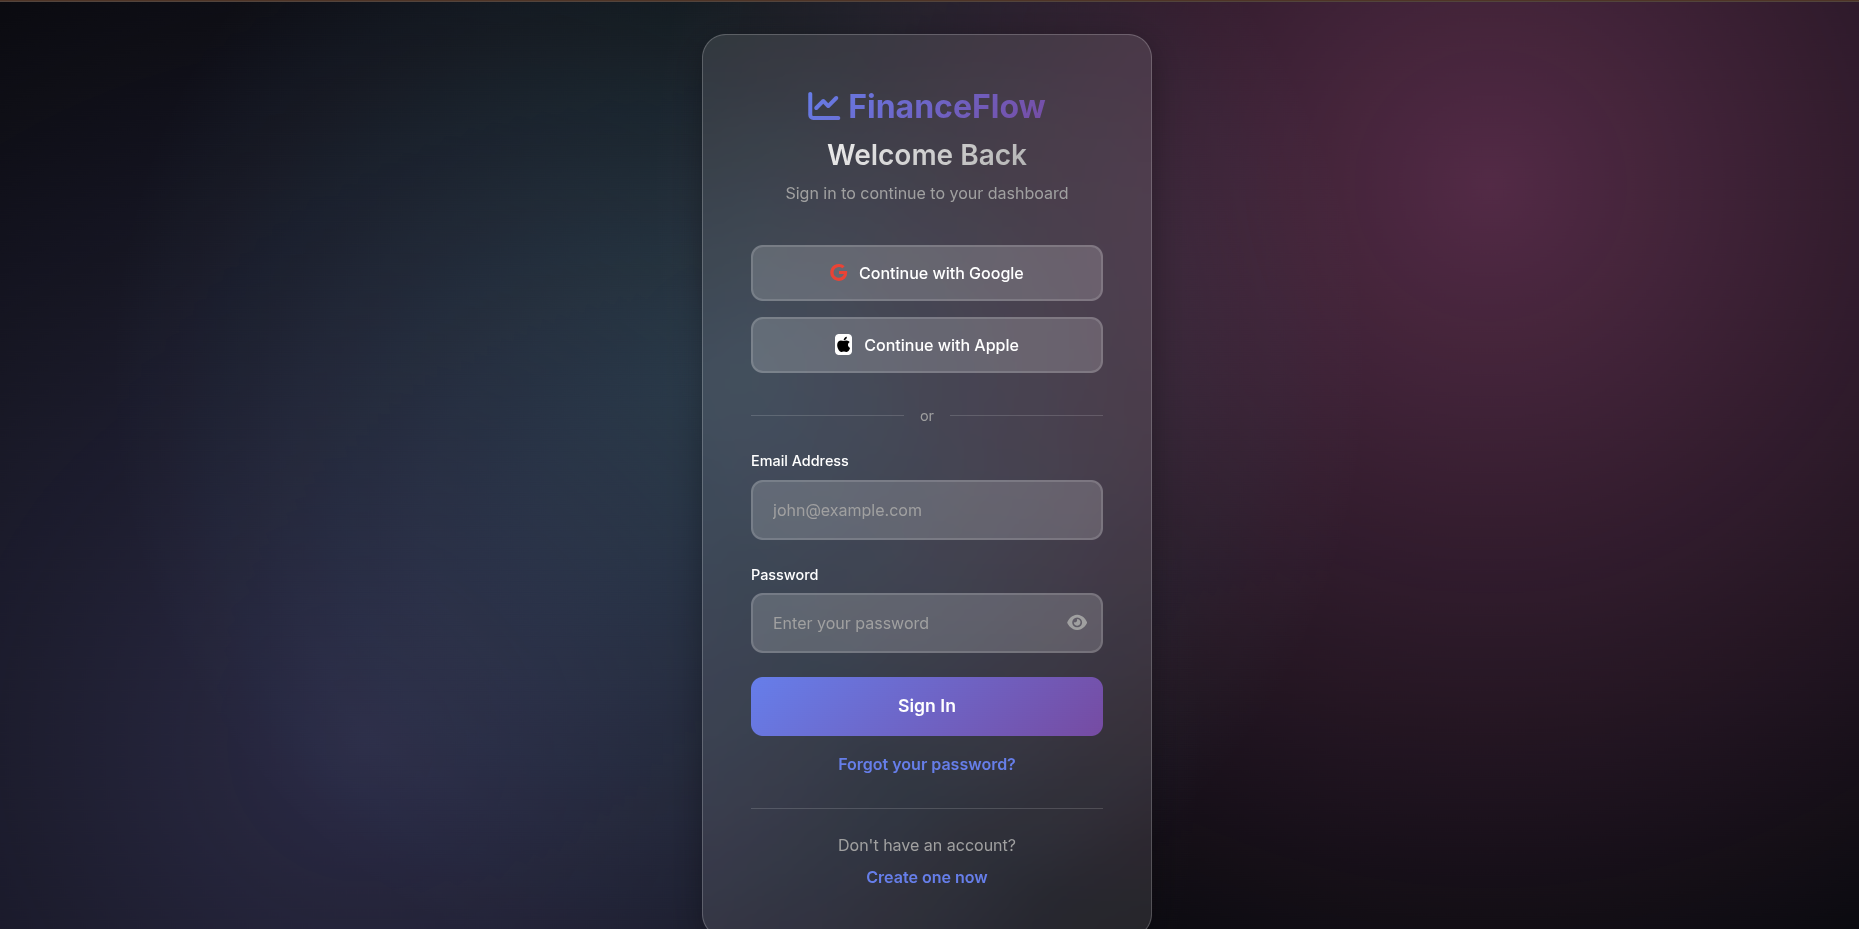 FinanceFlow
Welcome Back
Sign in to continue to your dashboard
Continue with Google
Continue with Apple
or
Email Address
john@example.com
Password
Enter your password
Sign In
Forgot your password?
Don't have an account?
Create one now